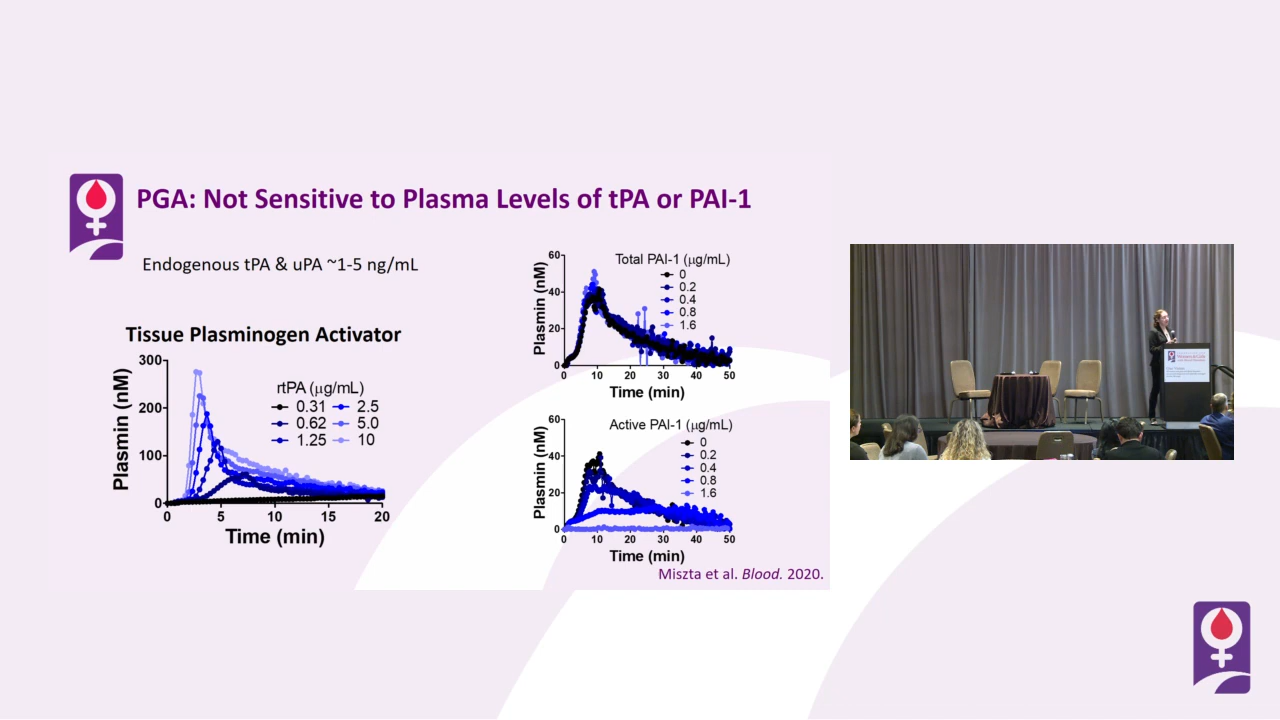 PGA: Not Sensitive to Plasma Levels of tPA or PAI-1
Endogenous tPA & uPA ~1-5 ng/mL
Tissue Plasminogen Activator
Plasmin (nM)
300
200
100
0
rtPA (μg/mL)
0.31 2.5
0.62 5.0
1.25 10
0 5 10 15 20
Time (min)
Plasmin (nM)
60
40
20
0
Total PAI-1 (μg/mL)
0
0.2
0.4
0.8
1.6
0 10 20 30 40 50
Time (min)
Plasmin (nM)
60
40
20
0
Active PAI-1 (μg/mL)
0
0.2
0.4
0.8
1.6
0 10 20 30 40 50
Time (min)
Miszta et al. Blood. 2020.